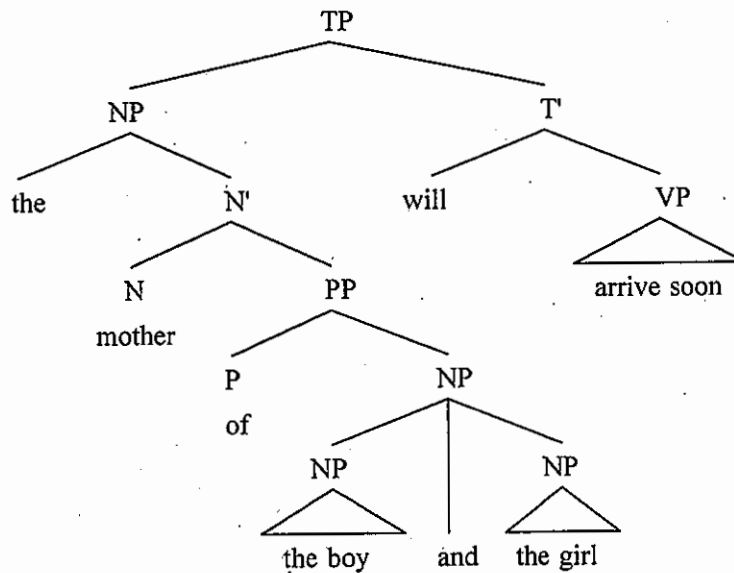 TP
NP T'
the N' will VP
N PP arrive soon
mother
P NP
of
NP NP
the boy and the girl